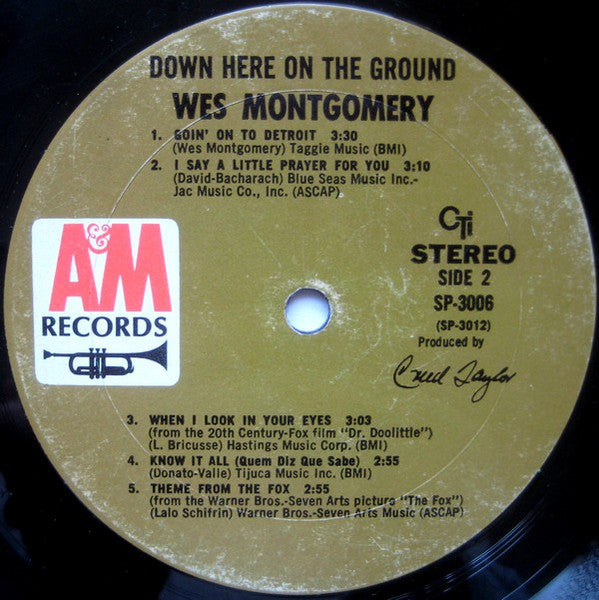 DOWN HERE ON THE GROUND
WES MONTGOMERY
1. GOIN' ON TO DETROIT 3:30
(Wes Montgomery) Taggie Music (BMI)
2. I SAY A LITTLE PRAYER FOR YOU 3:10
(David-Bacharach) Blue Seas Music Inc.-
Jac Music Co., Inc. (ASCAP)
A&M
RECORDS
CTi
STEREO
SIDE 2
SP-3006
(SP-3012)
Produced by
Creed Taylor
3. WHEN I LOOK IN YOUR EYES 3:03
(from the 20th Century-Fox film "Dr. Doolittle")
(L. Bricusse) Hastings Music Corp. (BMI)
4. KNOW IT ALL (Quem Diz Que Sabe) 2:55
(Donato-Valle) Tijuca Music Inc. (BMI)
5. THEME FROM THE FOX 2:55
(from the Warner Bros.-Seven Arts picture "The Fox")
(Lalo Schifrin) Warner Bros.-Seven Arts Music (ASCAP)